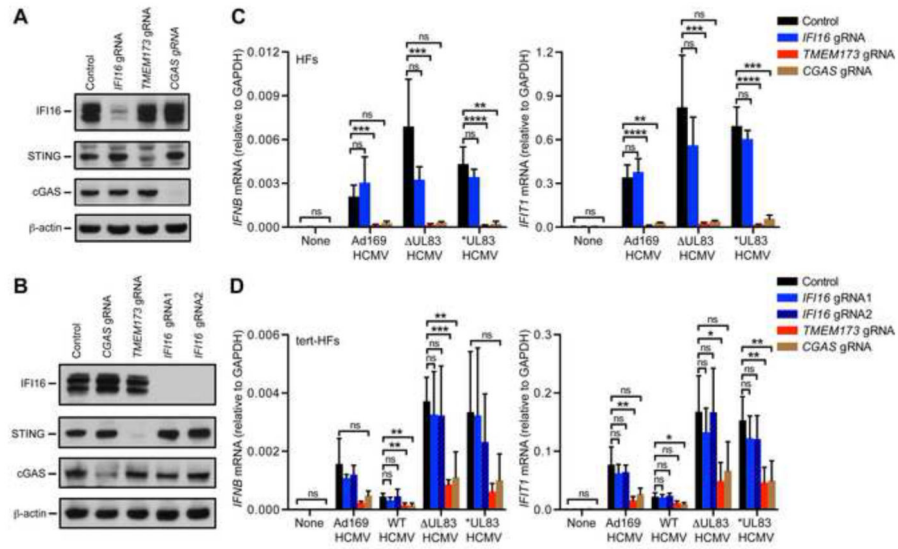 A
Control
IFI16 gRNA
TMEM173 gRNA
CGAS gRNA
IFI16
STING
cGAS
β-actin
C
IFNB mRNA (relative to GAPDH)
0.012
0.009
0.006
0.003
0.000
HFs
ns
ns
***
ns
ns
***
ns
**
****
ns
None
Ad169 HCMV
ΔUL83 HCMV
*UL83 HCMV
IFIT1 mRNA (relative to GAPDH)
1.2
0.9
0.6
0.3
0.0
ns
**
****
ns
ns
***
ns
***
****
ns
None
Ad169 HCMV
ΔUL83 HCMV
*UL83 HCMV
Control
IFI16 gRNA
TMEM173 gRNA
CGAS gRNA
B
Control
CGAS gRNA
TMEM173 gRNA
IFI16 gRNA1
IFI16 gRNA2
IFI16
STING
cGAS
β-actin
D
IFNB mRNA (relative to GAPDH)
0.006
0.004
0.002
0.000
tert-HFs
ns
ns
**
**
ns
ns
**
***
ns
ns
ns
None
Ad169 HCMV
WT HCMV
ΔUL83 HCMV
*UL83 HCMV
IFIT1 mRNA (relative to GAPDH)
0.3
0.2
0.1
0.0
ns
ns
**
ns
ns
*
ns
ns
ns
*
ns
ns
**
**
ns
ns
None
Ad169 HCMV
WT HCMV
ΔUL83 HCMV
*UL83 HCMV
Control
IFI16 gRNA1
IFI16 gRNA2
TMEM173 gRNA
CGAS gRNA